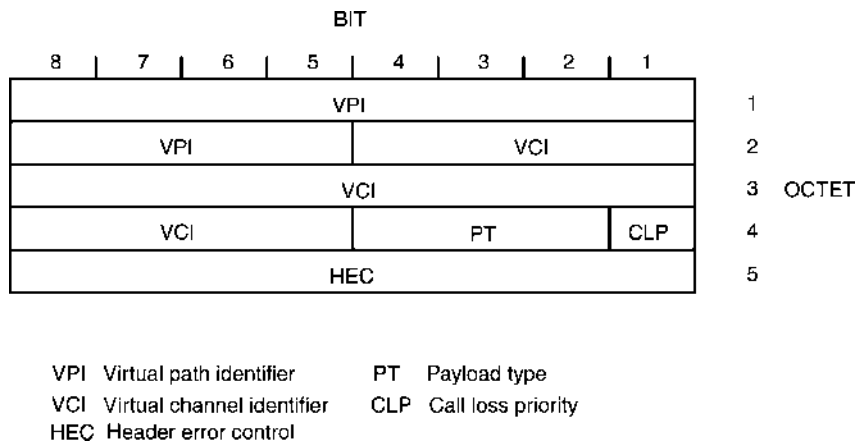 BIT
8 7 6 5 4 3 2 1
VPI 1
VPI VCI 2
VCI 3 OCTET
VCI PT CLP 4
HEC 5
VPI Virtual path identifier PT Payload type
VCI Virtual channel identifier CLP Call loss priority
HEC Header error control